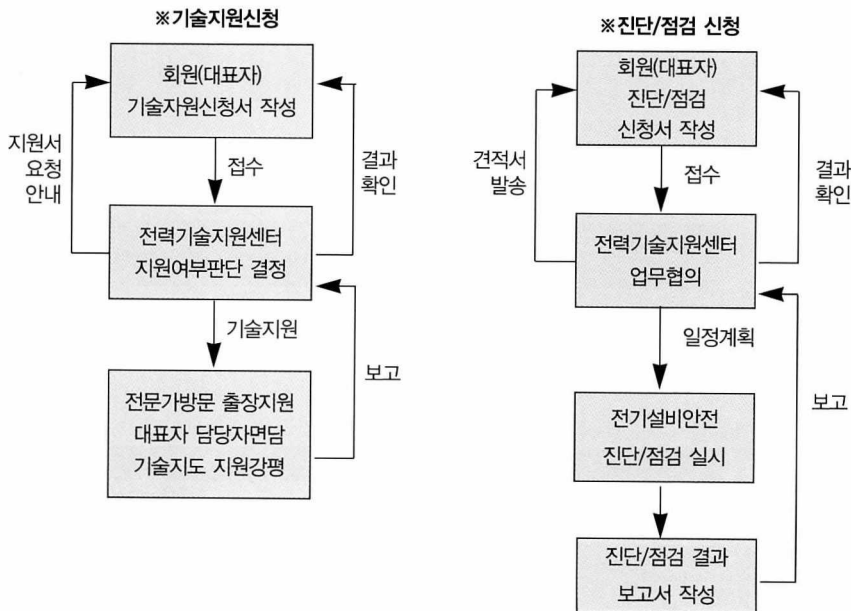 ※기술지원신청
회원(대표자)
기술자원신청서 작성
지원서
요청
안내
접수
결과
확인
전력기술지원센터
지원여부판단 결정
기술지원
보고
전문가방문 출장지원
대표자 담당자면담
기술지도 지원강평
※진단/점검 신청
회원(대표자)
진단/점검
신청서 작성
견적서
발송
접수
결과
확인
전력기술지원센터
업무협의
일정계획
보고
전기설비안전
진단/점검 실시
진단/점검 결과
보고서 작성